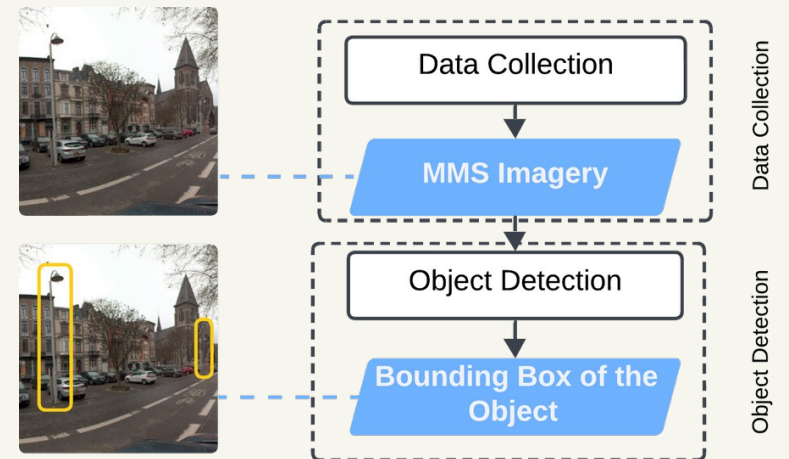 Data Collection
MMS Imagery
Data Collection
Object Detection
Bounding Box of the
Object
Object Detection